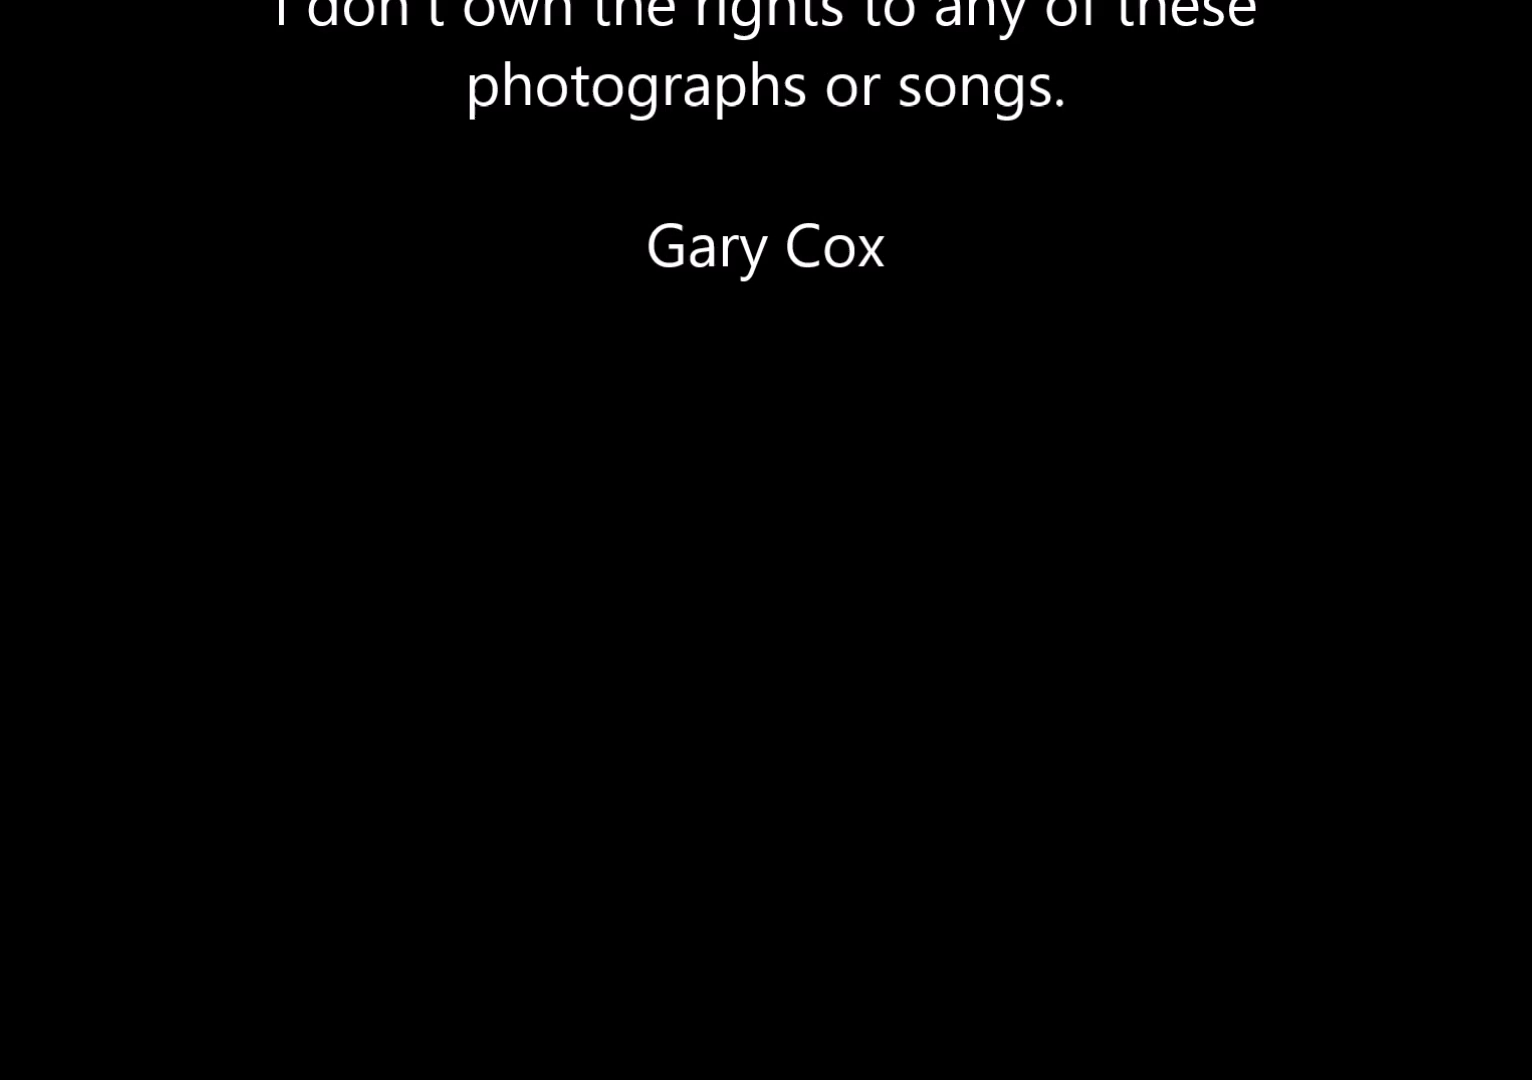 I don't own the rights to any of these
photographs or songs.
Gary Cox